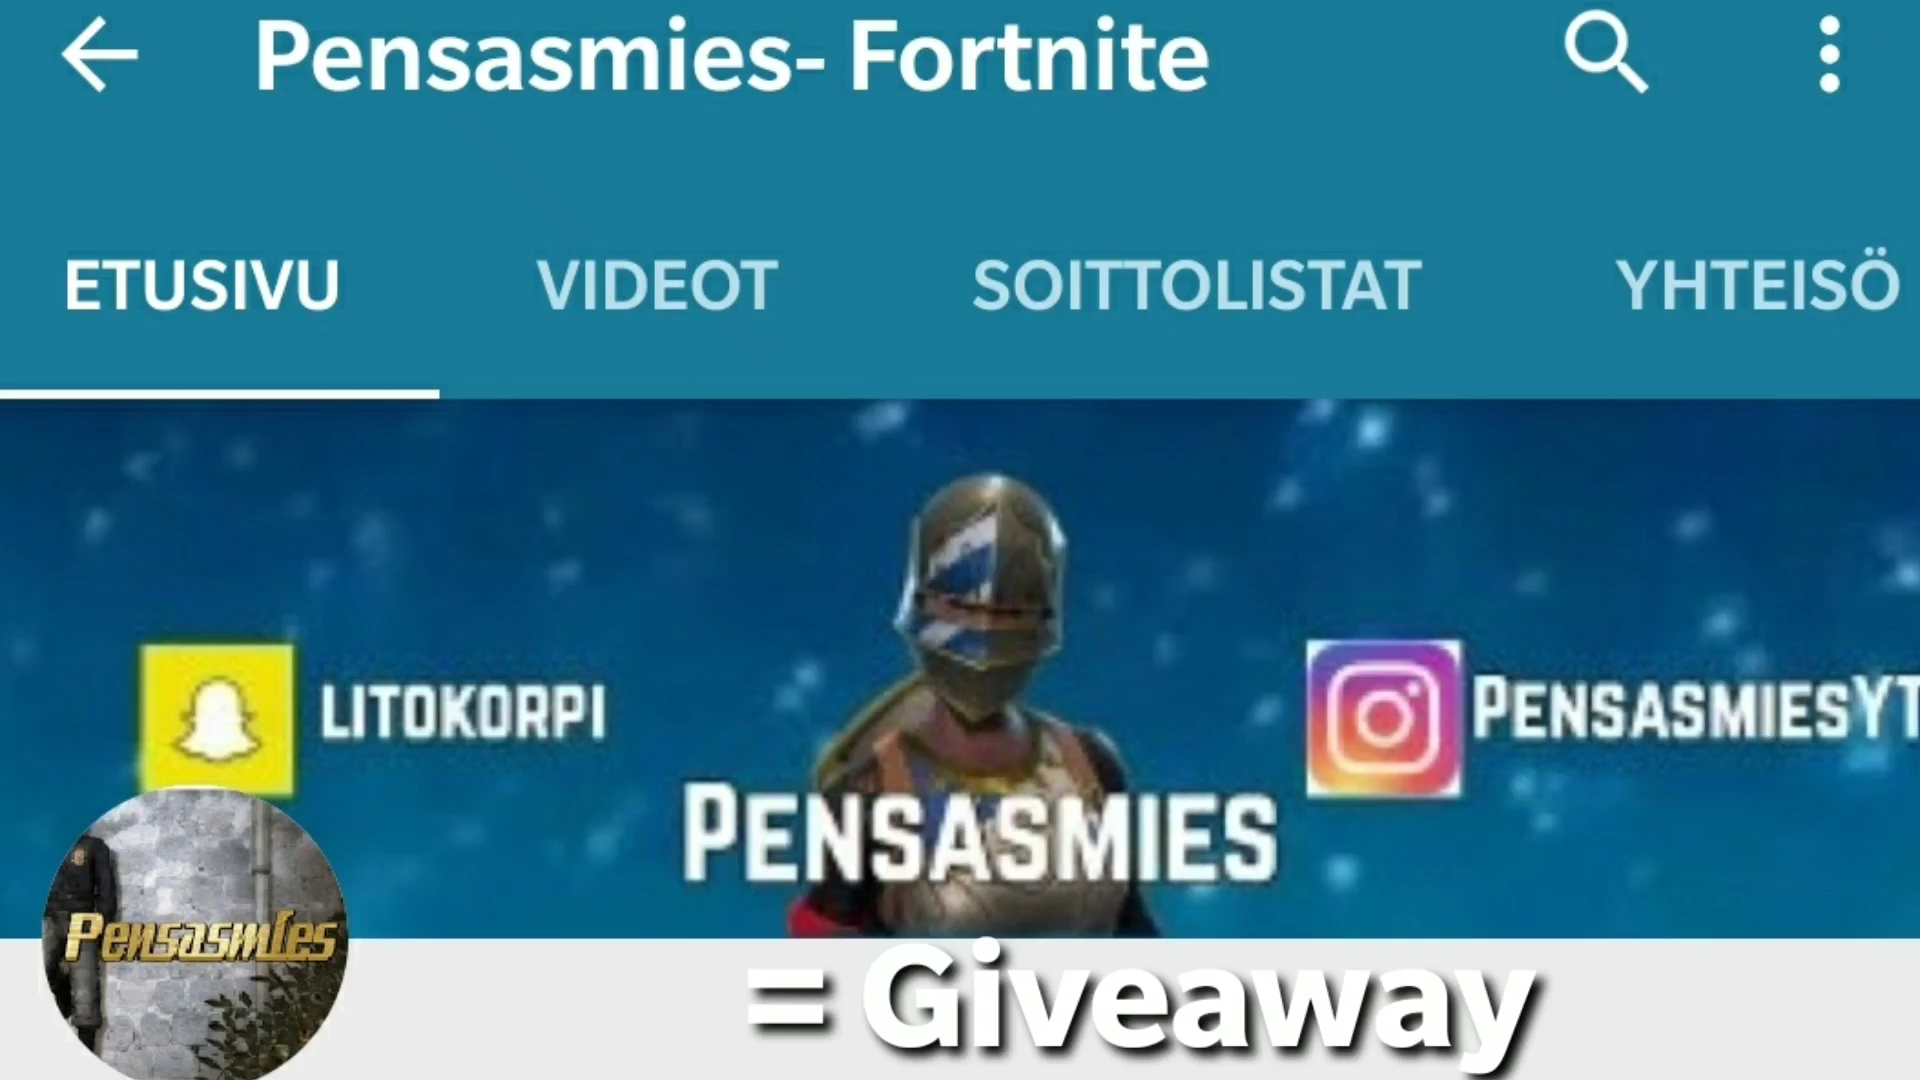 Pensasmies- Fortnite
ETUSIVU VIDEOT SOITTOLISTAT YHTEISÖ
LITOKORPI
PENSASMIESYT
PENSASMIES
PensasmIes
= Giveaway